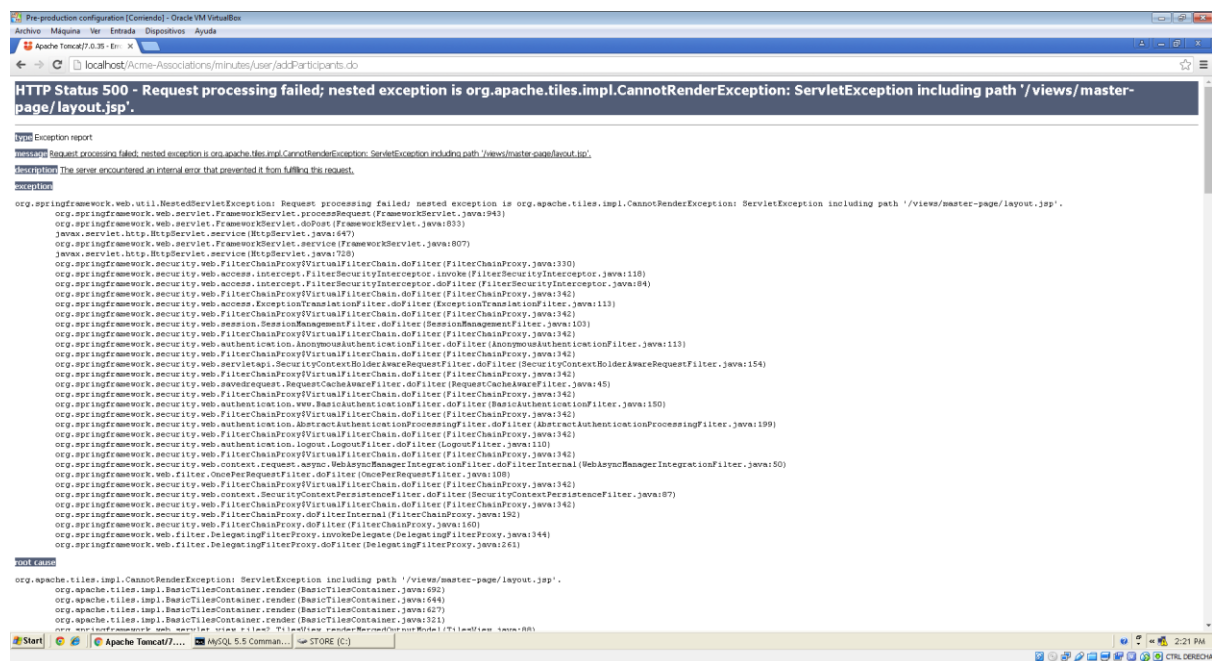 Pre-production configuration [Corriendo] - Oracle VM VirtualBox
Archivo Máquina Ver Entrada Dispositivos Ayuda
Apache Tomcat/7.0.35 - Err
localhost/Acme-Associations/minutes/user/addParticipants.do
HTTP Status 500 - Request processing failed; nested exception is org.apache.tiles.impl.CannotRenderException: ServletException including path '/views/master-
page/layout.jsp'.
type Exception report
message Request processing failed; nested exception is org.apache.tiles.impl.CannotRenderException: ServletException including path '/views/master-page/layout.jsp'.
description The server encountered an internal error that prevented it from fulfilling this request.
exception
org.springframework.web.util.NestedServletException: Request processing failed; nested exception is org.apache.tiles.impl.CannotRenderException: ServletException including path '/views/master-page/layout.jsp'.
org.springframework.web.servlet.FrameworkServlet.processRequest(FrameworkServlet.java:943)
org.springframework.web.servlet.FrameworkServlet.doPost(FrameworkServlet.java:833)
javax.servlet.http.HttpServlet.service(HttpServlet.java:647)
org.springframework.web.servlet.FrameworkServlet.service(FrameworkServlet.java:807)
javax.servlet.http.HttpServlet.service(HttpServlet.java:728)
org.springframework.security.web.FilterChainProxy$VirtualFilterChain.doFilter(FilterChainProxy.java:330)
org.springframework.security.web.access.intercept.FilterSecurityInterceptor.invoke(FilterSecurityInterceptor.java:118)
org.springframework.security.web.access.intercept.FilterSecurityInterceptor.doFilter(FilterSecurityInterceptor.java:84)
org.springframework.security.web.FilterChainProxy$VirtualFilterChain.doFilter(FilterChainProxy.java:342)
org.springframework.security.web.access.ExceptionTranslationFilter.doFilter(ExceptionTranslationFilter.java:113)
org.springframework.security.web.FilterChainProxy$VirtualFilterChain.doFilter(FilterChainProxy.java:342)
org.springframework.security.web.session.SessionManagementFilter.doFilter(SessionManagementFilter.java:103)
org.springframework.security.web.FilterChainProxy$VirtualFilterChain.doFilter(FilterChainProxy.java:342)
org.springframework.security.web.authentication.AnonymousAuthenticationFilter.doFilter(AnonymousAuthenticationFilter.java:113)
org.springframework.security.web.FilterChainProxy$VirtualFilterChain.doFilter(FilterChainProxy.java:342)
org.springframework.security.web.servletapi.SecurityContextHolderAwareRequestFilter.doFilter(SecurityContextHolderAwareRequestFilter.java:154)
org.springframework.security.web.FilterChainProxy$VirtualFilterChain.doFilter(FilterChainProxy.java:342)
org.springframework.security.web.savedrequest.RequestCacheAwareFilter.doFilter(RequestCacheAwareFilter.java:45)
org.springframework.security.web.FilterChainProxy$VirtualFilterChain.doFilter(FilterChainProxy.java:342)
org.springframework.security.web.authentication.www.BasicAuthenticationFilter.doFilter(BasicAuthenticationFilter.java:150)
org.springframework.security.web.FilterChainProxy$VirtualFilterChain.doFilter(FilterChainProxy.java:342)
org.springframework.security.web.authentication.AbstractAuthenticationProcessingFilter.doFilter(AbstractAuthenticationProcessingFilter.java:199)
org.springframework.security.web.FilterChainProxy$VirtualFilterChain.doFilter(FilterChainProxy.java:342)
org.springframework.security.web.authentication.logout.LogoutFilter.doFilter(LogoutFilter.java:110)
org.springframework.security.web.FilterChainProxy$VirtualFilterChain.doFilter(FilterChainProxy.java:342)
org.springframework.security.web.context.request.async.WebAsyncManagerIntegrationFilter.doFilterInternal(WebAsyncManagerIntegrationFilter.java:50)
org.springframework.web.filter.OncePerRequestFilter.doFilter(OncePerRequestFilter.java:108)
org.springframework.security.web.FilterChainProxy$VirtualFilterChain.doFilter(FilterChainProxy.java:342)
org.springframework.security.web.context.SecurityContextPersistenceFilter.doFilter(SecurityContextPersistenceFilter.java:87)
org.springframework.security.web.FilterChainProxy$VirtualFilterChain.doFilter(FilterChainProxy.java:342)
org.springframework.security.web.FilterChainProxy.doFilterInternal(FilterChainProxy.java:192)
org.springframework.security.web.FilterChainProxy.doFilter(FilterChainProxy.java:160)
org.springframework.web.filter.DelegatingFilterProxy.invokeDelegate(DelegatingFilterProxy.java:344)
org.springframework.web.filter.DelegatingFilterProxy.doFilter(DelegatingFilterProxy.java:261)
root cause
org.apache.tiles.impl.CannotRenderException: ServletException including path '/views/master-page/layout.jsp'.
org.apache.tiles.impl.BasicTilesContainer.render(BasicTilesContainer.java:692)
org.apache.tiles.impl.BasicTilesContainer.render(BasicTilesContainer.java:644)
org.apache.tiles.impl.BasicTilesContainer.render(BasicTilesContainer.java:627)
org.apache.tiles.impl.BasicTilesContainer.render(BasicTilesContainer.java:321)
org.springframework.web.servlet.view.tiles2.TilesView.renderMergedOutputModel(TilesView.java:88)
Start Apache Tomcat/7.... MySQL 5.5 Comman... STORE (C:) 2:21 PM
CTRL DERECHA